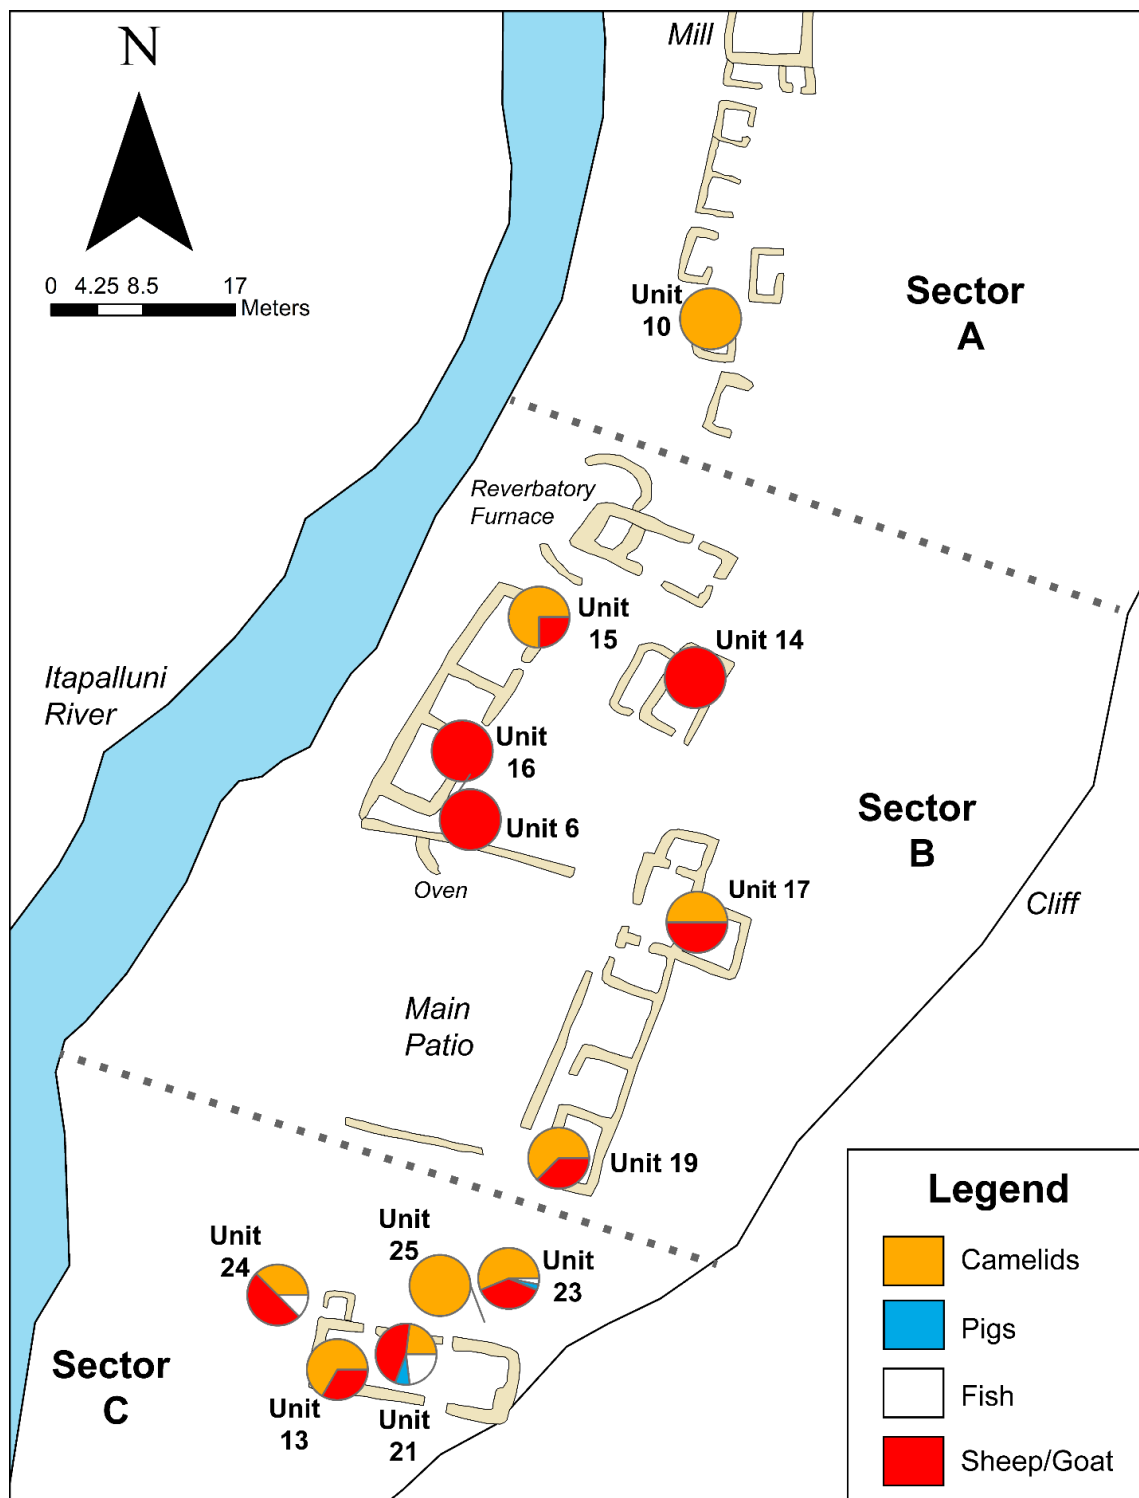 Mill
N
0 4.25 8.5 17
Meters
Unit
10
Sector
A
Reverbatory
Furnace
Unit
15
Unit 14
Itapalluni
River
Unit
16
Unit 6
Sector
B
Oven
Unit 17
Cliff
Main
Patio
Unit 19
Unit
24
Unit
25
Unit
23
Sector
C
Unit
13
Unit
21
Legend
Camelids
Pigs
Fish
Sheep/Goat